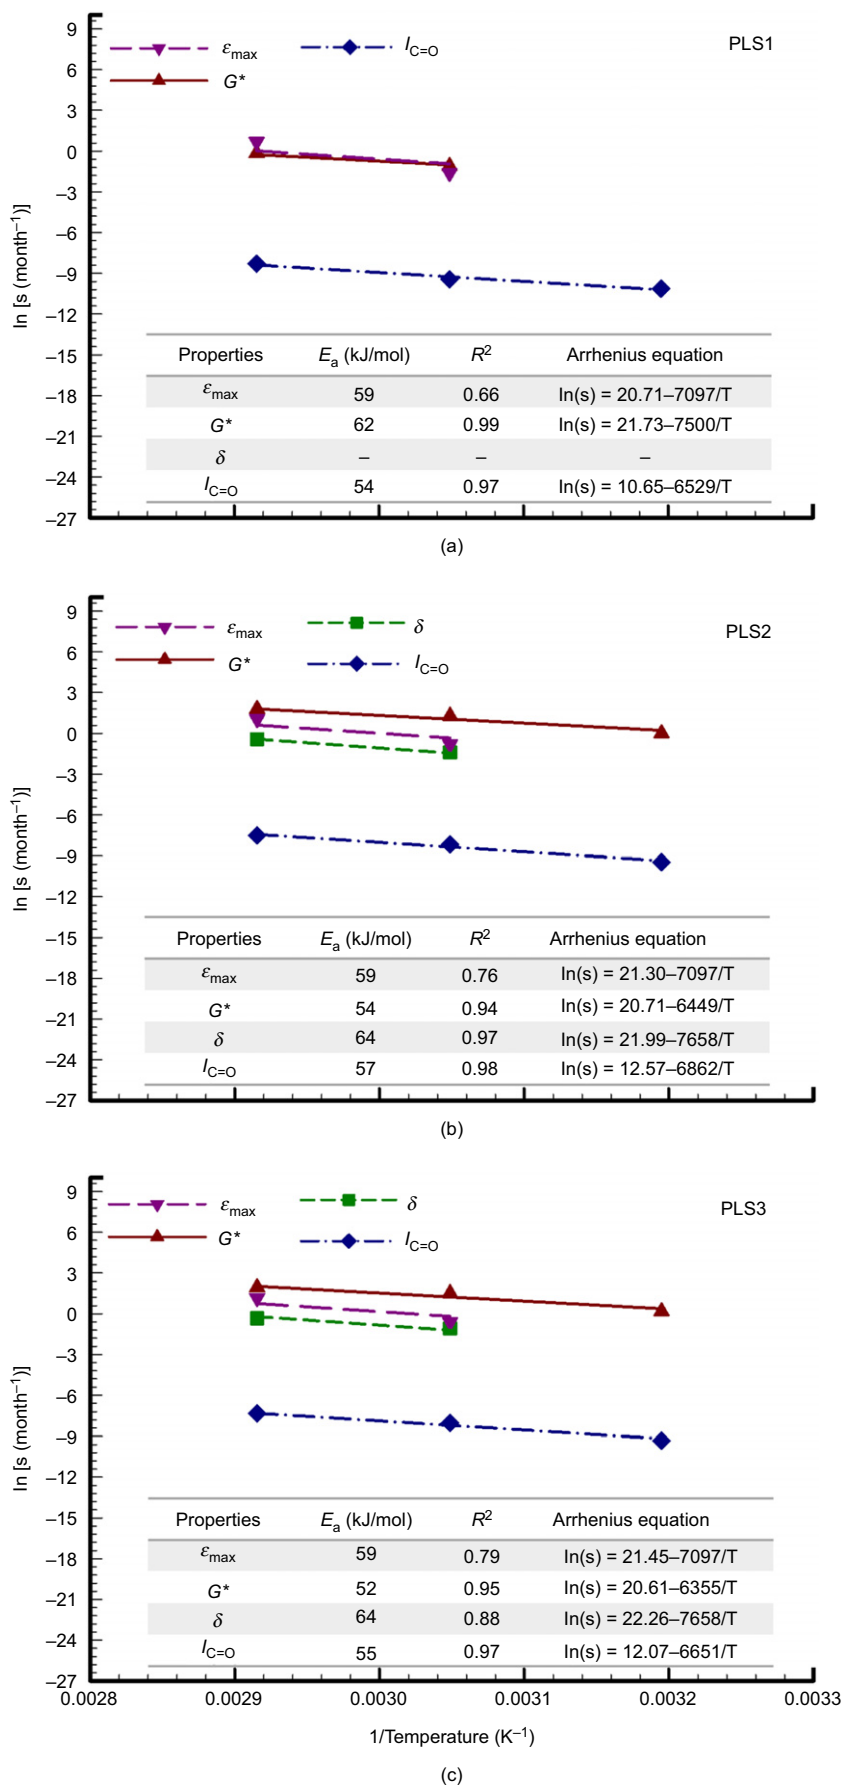 9
6
3
0
–3
–6
–9
–12
–15
–18
–21
–24
–27
ln [s (month⁻¹)]
εmax
IC=O
G*
PLS1
Properties Ea (kJ/mol) R² Arrhenius equation
εmax 59 0.66 ln(s) = 20.71–7097/T
G* 62 0.99 ln(s) = 21.73–7500/T
δ – – –
IC=O 54 0.97 ln(s) = 10.65–6529/T
(a)
9
6
3
0
–3
–6
–9
–12
–15
–18
–21
–24
–27
ln [s (month⁻¹)]
εmax
δ
G*
IC=O
PLS2
Properties Ea (kJ/mol) R² Arrhenius equation
εmax 59 0.76 ln(s) = 21.30–7097/T
G* 54 0.94 ln(s) = 20.71–6449/T
δ 64 0.97 ln(s) = 21.99–7658/T
IC=O 57 0.98 ln(s) = 12.57–6862/T
(b)
9
6
3
0
–3
–6
–9
–12
–15
–18
–21
–24
–27
ln [s (month⁻¹)]
εmax
δ
G*
IC=O
PLS3
Properties Ea (kJ/mol) R² Arrhenius equation
εmax 59 0.79 ln(s) = 21.45–7097/T
G* 52 0.95 ln(s) = 20.61–6355/T
δ 64 0.88 ln(s) = 22.26–7658/T
IC=O 55 0.97 ln(s) = 12.07–6651/T
0.0028 0.0029 0.0030 0.0031 0.0032 0.0033
1/Temperature (K⁻¹)
(c)